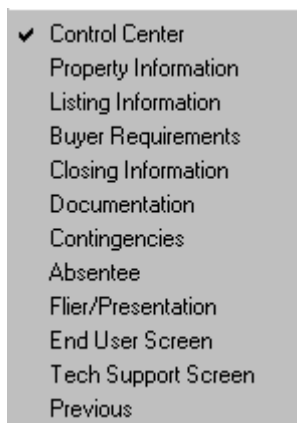 Control Center
Property Information
Listing Information
Buyer Requirements
Closing Information
Documentation
Contingencies
Absentee
Flier/Presentation
End User Screen
Tech Support Screen
Previous